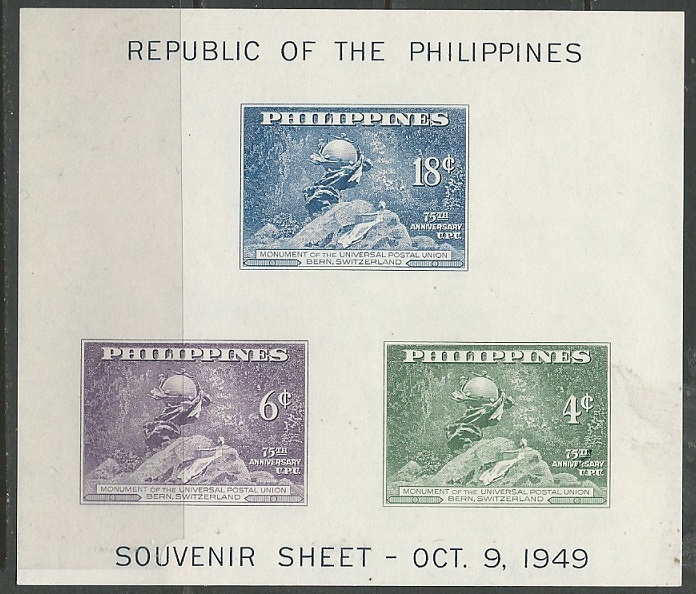 REPUBLIC OF THE PHILIPPINES
PHILIPPINES
18¢
75TH
ANNIVERSARY
U.P.U.
MONUMENT OF THE UNIVERSAL POSTAL UNION
BERN, SWITZERLAND
PHILIPPINES
6¢
75TH
ANNIVERSARY
U.P.U.
MONUMENT OF THE UNIVERSAL POSTAL UNION
BERN, SWITZERLAND
PHILIPPINES
4¢
75TH
ANNIVERSARY
U.P.U.
MONUMENT OF THE UNIVERSAL POSTAL UNION
BERN, SWITZERLAND
SOUVENIR SHEET - OCT. 9, 1949